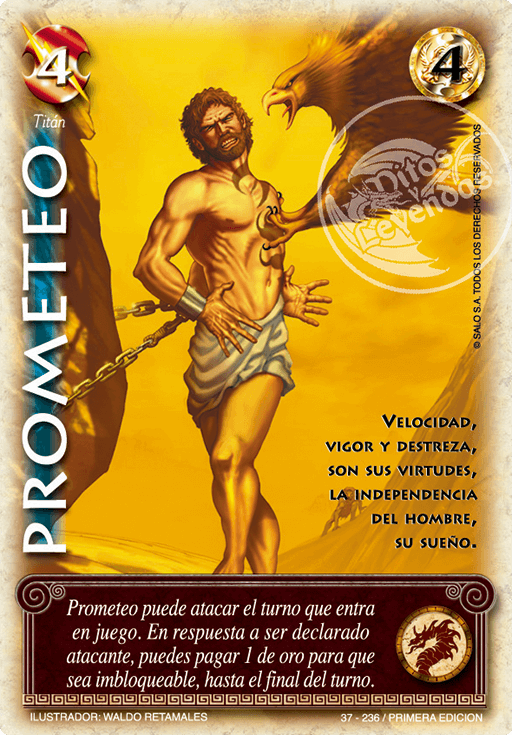 4
4
Titán
PROMETEO
Mitos
y
Leyendas
© SALO S.A. TODOS LOS DERECHOS RESERVADOS
VELOCIDAD,
VIGOR Y DESTREZA,
SON SUS VIRTUDES,
LA INDEPENDENCIA
DEL HOMBRE,
SU SUEÑO.
Prometeo puede atacar el turno que entra
en juego. En respuesta a ser declarado
atacante, puedes pagar 1 de oro para que
sea imbloqueable, hasta el final del turno.
ILUSTRADOR: WALDO RETAMALES
37 - 236 / PRIMERA EDICION